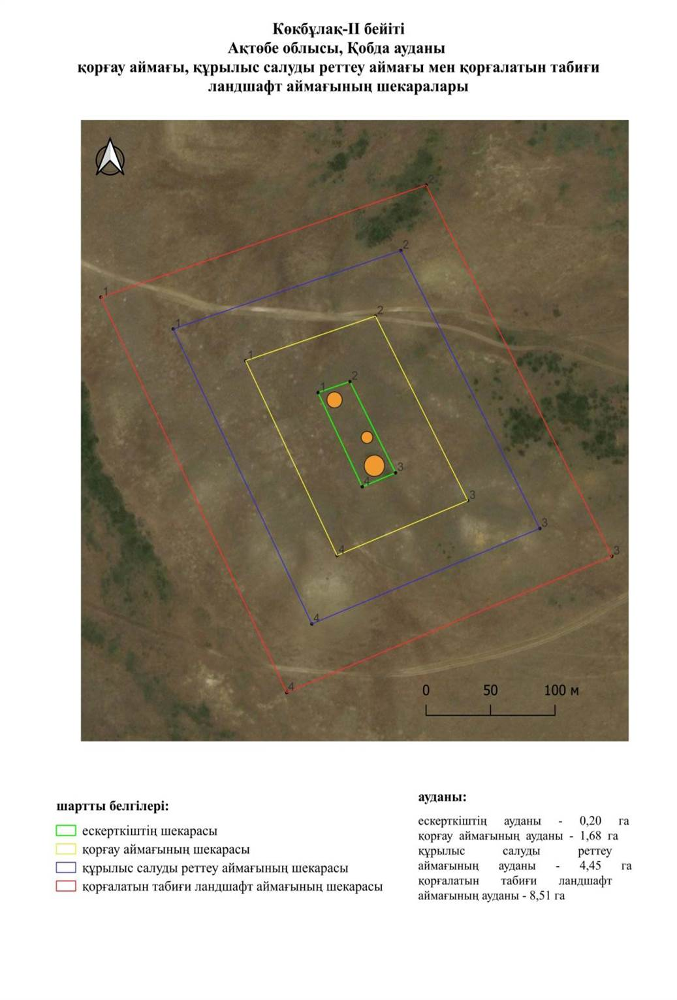 Көкбұлақ-II бейіті
Ақтөбе облысы, Қобда ауданы
қорғау аймағы, құрылыс салуды реттеу аймағы мен қорғалатын табиғи
ландшафт аймағының шекаралары
2
2
1
2
1
1
2
1
3
4
3
3
4
3
4
4
0 50 100 м
шартты белгілері:
ескерткіштің шекарасы
қорғау аймағының шекарасы
құрылыс салуды реттеу аймағының шекарасы
қорғалатын табиғи ландшафт аймағының шекарасы
ауданы:
ескерткіштің ауданы - 0,20 га
қорғау аймағының ауданы - 1,68 га
құрылыс салуды реттеу
аймағының ауданы - 4,45 га
қорғалатын табиғи ландшафт
аймағының ауданы - 8,51 га